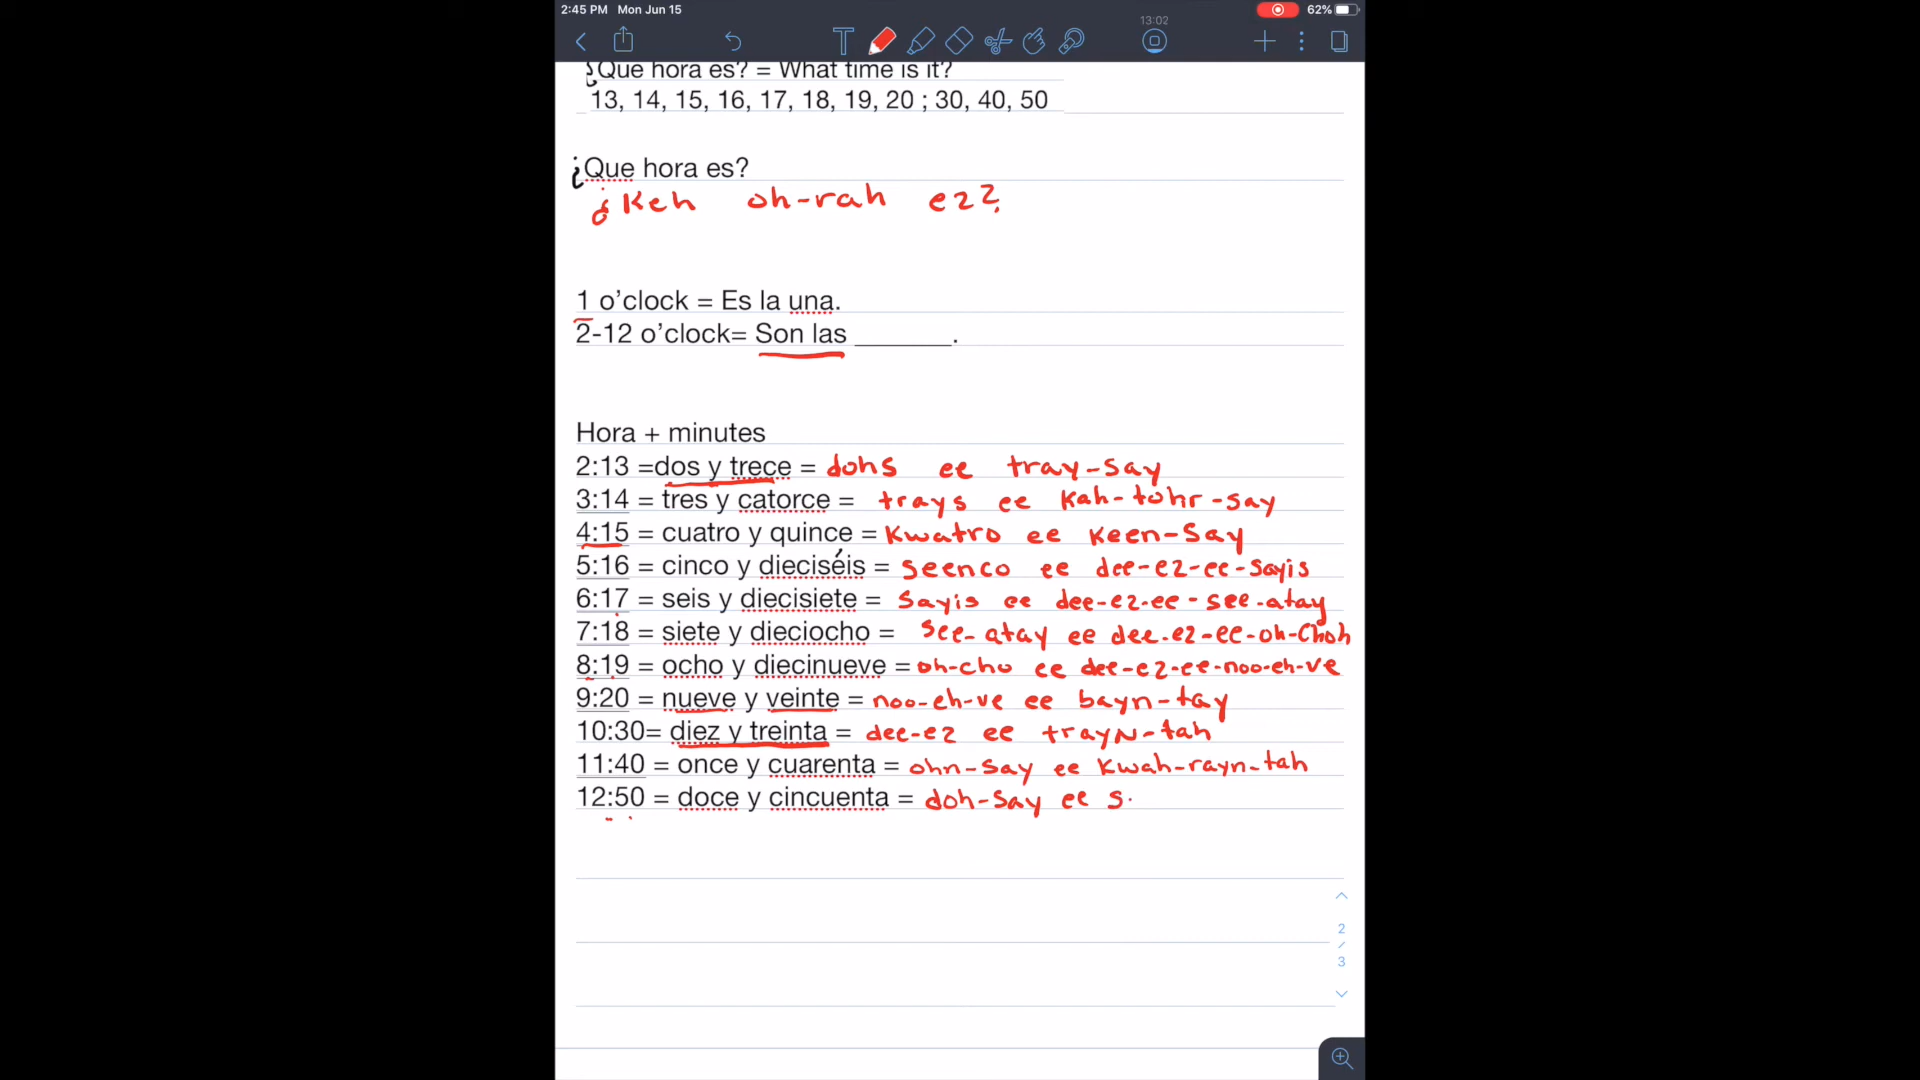 2:45 PM Mon Jun 15
62%
13:02
T
¿Que hora es? = What time is it?
13, 14, 15, 16, 17, 18, 19, 20 ; 30, 40, 50
¿Que hora es?
¿Keh oh-rah ez?
1 o’clock = Es la una.
2-12 o’clock= Son las _______.
Hora + minutes
2:13 =dos y trece = dohs ee tray-say
3:14 = tres y catorce = trays ee kah-tohr-say
4:15 = cuatro y quince = Kwatro ee Keen-Say
5:16 = cinco y dieciséis = seenco ee dee-ez-ee-sayis
6:17 = seis y diecisiete = Sayis ee dee-ez-ee-see-atay
7:18 = siete y dieciocho = See-atay ee dee-ez-ee-oh-Choh
8:19 = ocho y diecinueve = oh-cho ee dee-ez-ee-noo-eh-ve
9:20 = nueve y veinte = noo-eh-ve ee bayn-tay
10:30= diez y treinta = dee-ez ee trayN-tah
11:40 = once y cuarenta = ohn-say ee Kwah-rayn-tah
12:50 = doce y cincuenta = doh-say ee s
2
/
3